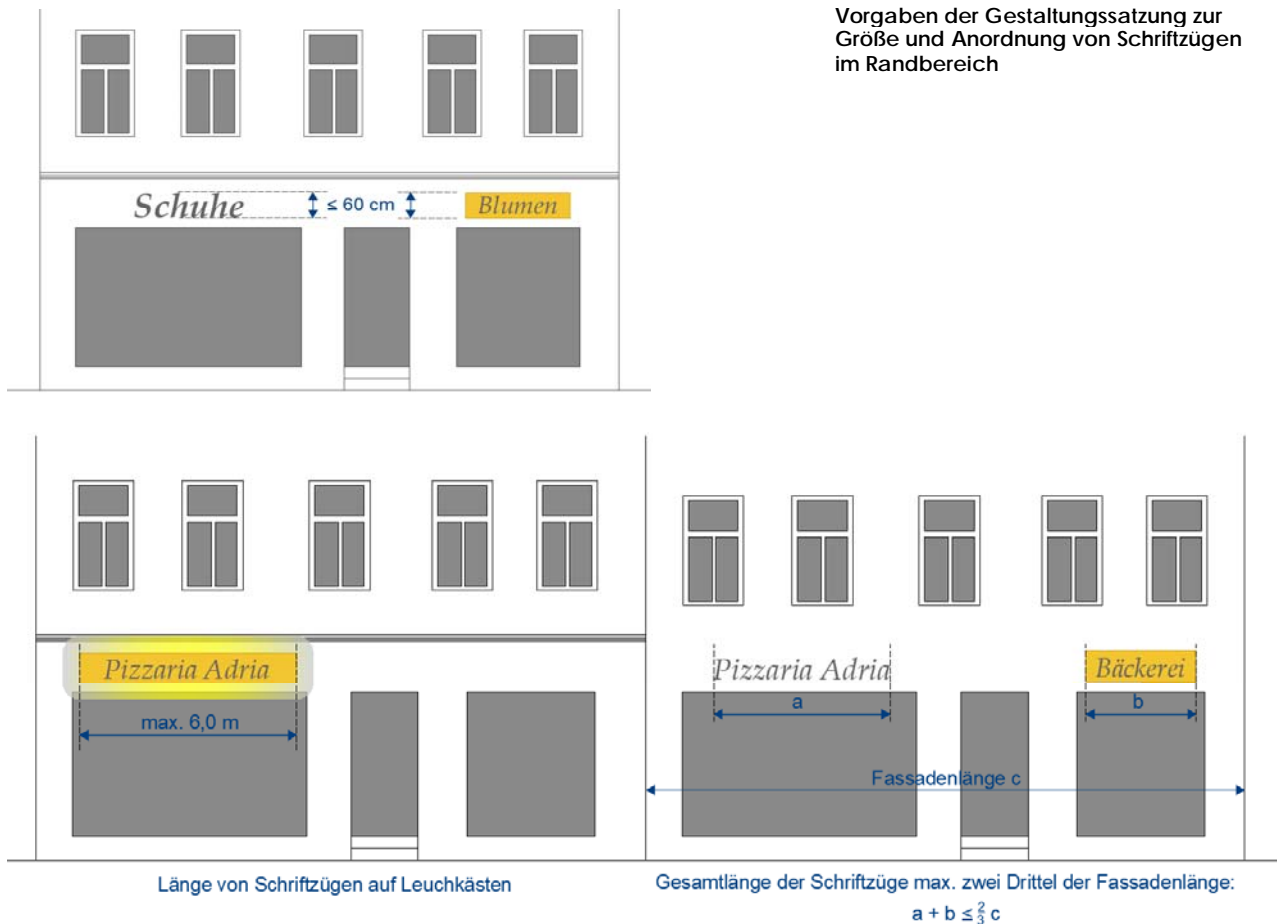 Vorgaben der Gestaltungssatzung zur
Größe und Anordnung von Schriftzügen
im Randbereich
Schuhe
≤ 60 cm
Blumen
Pizzaria Adria
max. 6,0 m
Pizzaria Adria
a
Bäckerei
b
Fassadenlänge c
Länge von Schriftzügen auf Leuchkästen
Gesamtlänge der Schriftzüge max. zwei Drittel der Fassadenlänge:
a + b ≤ 2/3 c